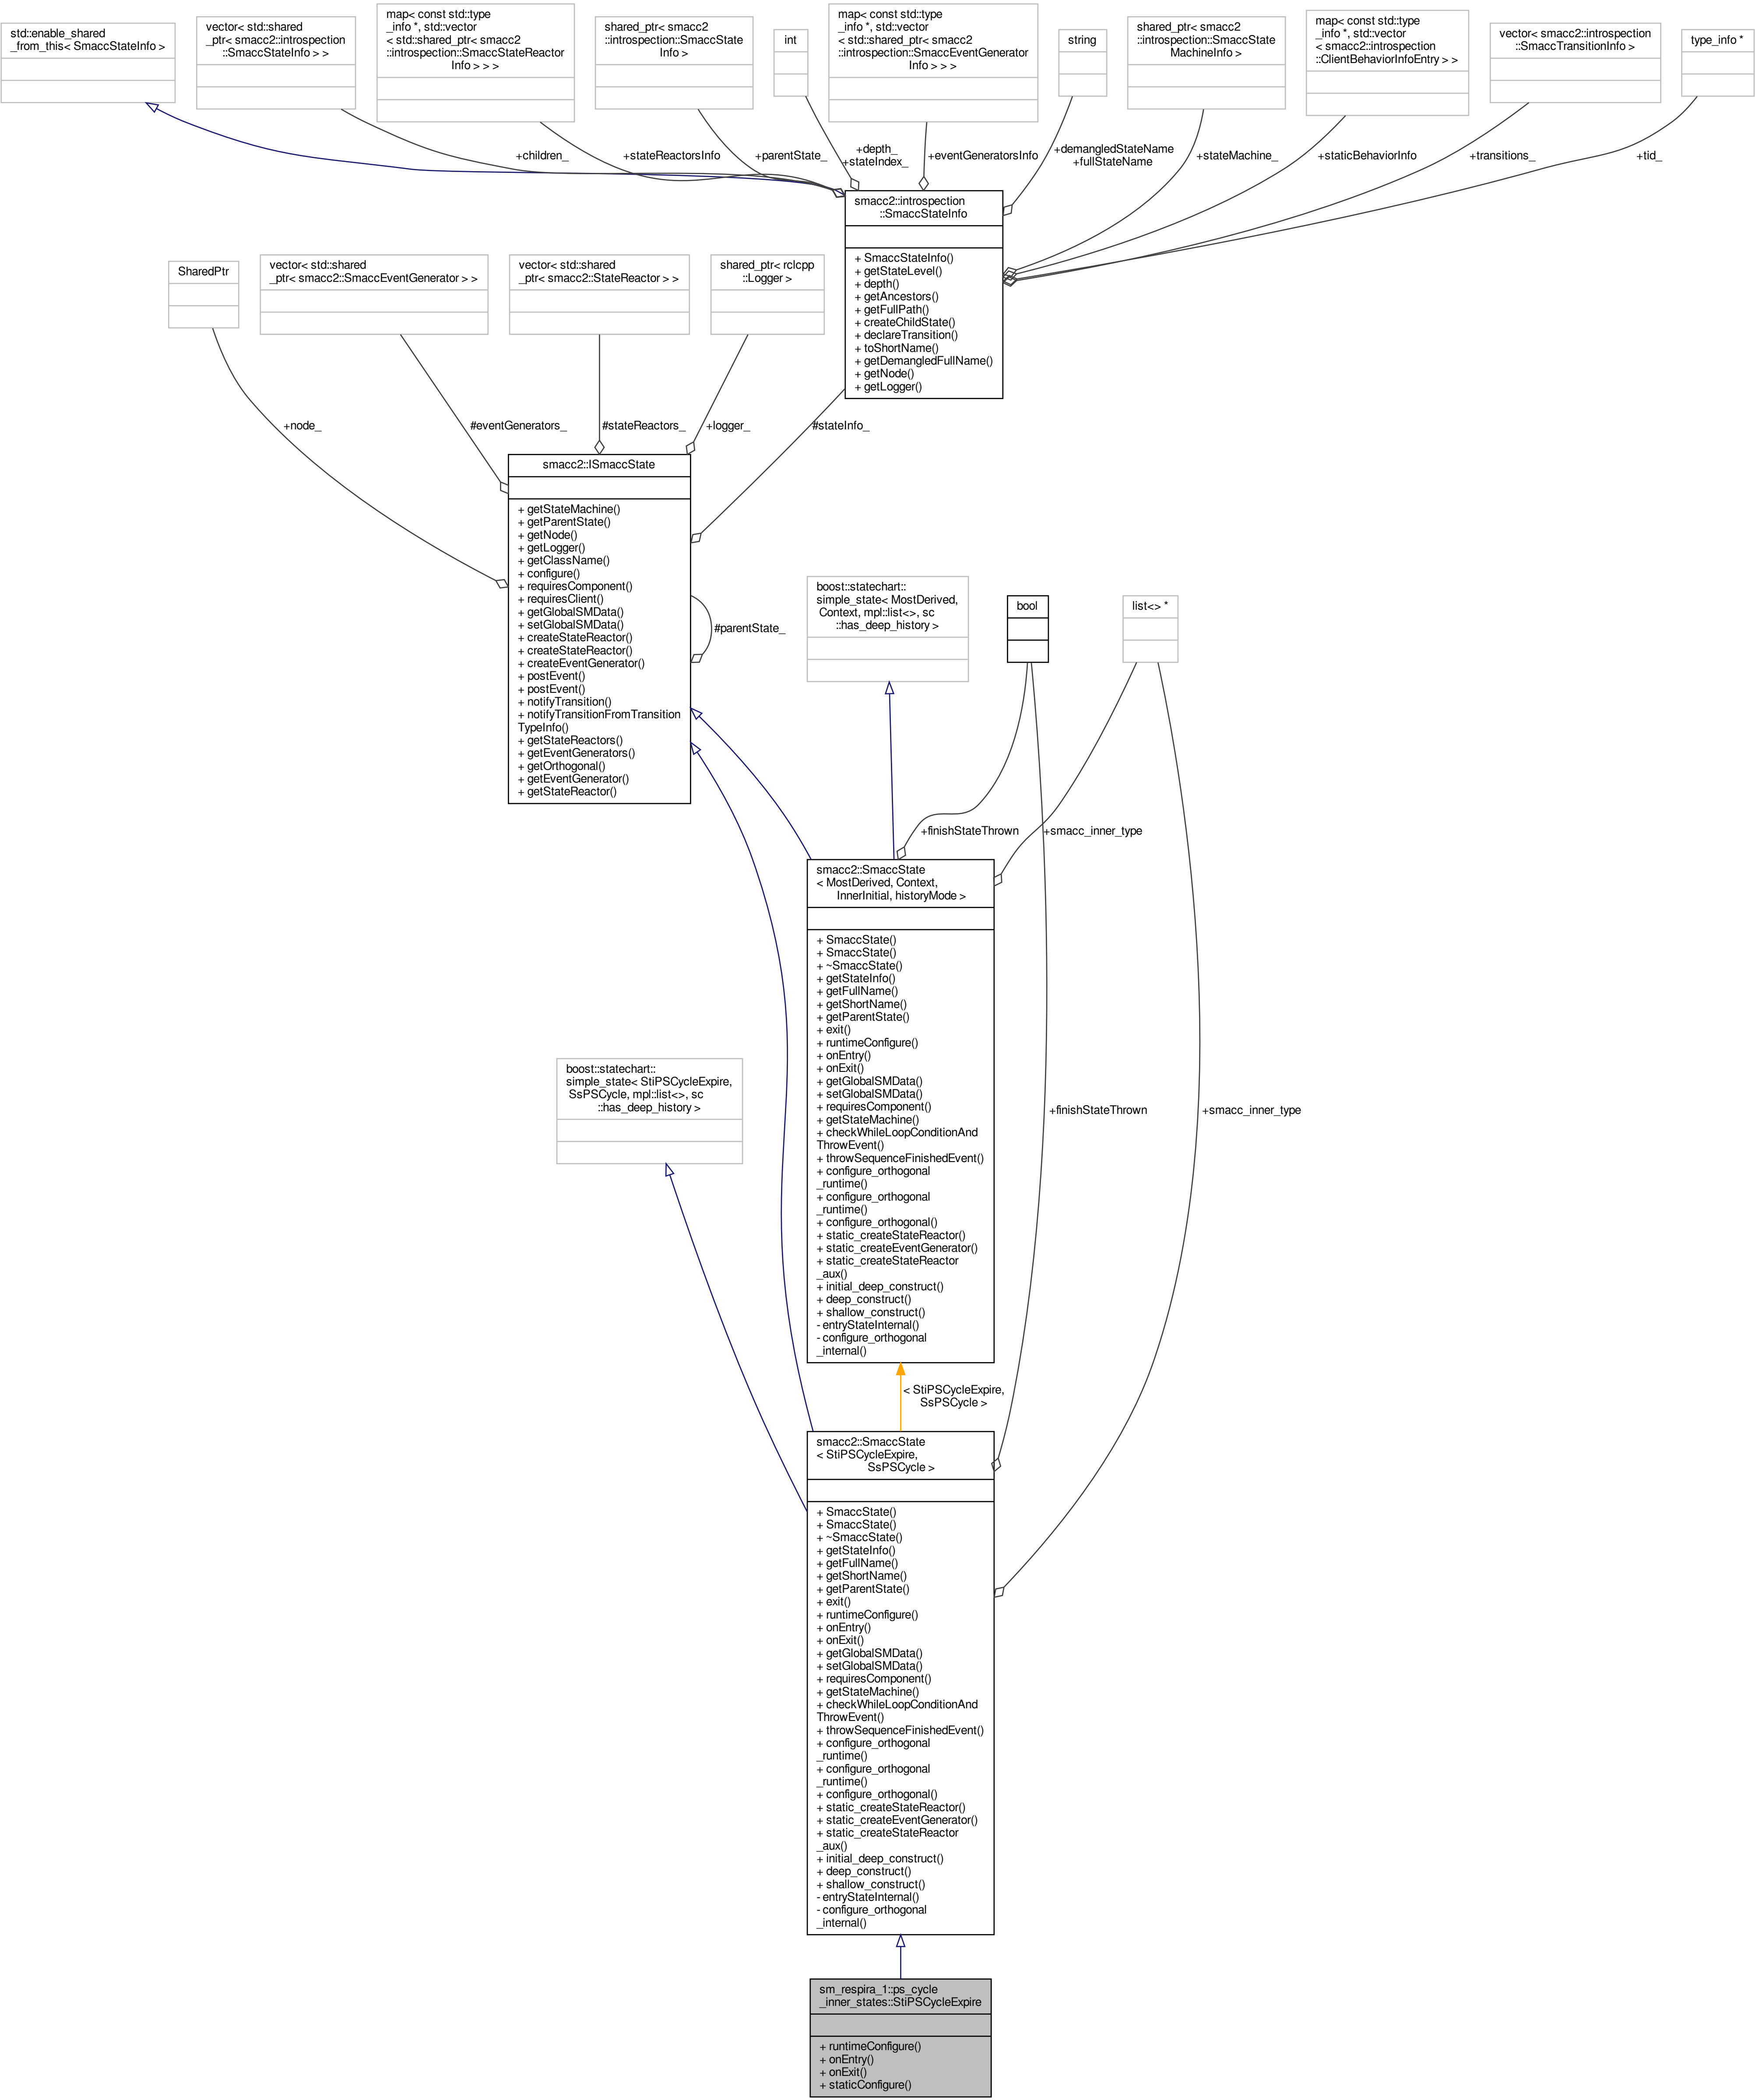 std::enable_shared
_from_this< SmaccStateInfo >
vector< std::shared
_ptr< smacc2::introspection
::SmaccStateInfo > >
map< const std::type
_info *, std::vector
< std::shared_ptr< smacc2
::introspection::SmaccStateReactor
Info > > >
shared_ptr< smacc2
::introspection::SmaccState
Info >
int
map< const std::type
_info *, std::vector
< std::shared_ptr< smacc2
::introspection::SmaccEventGenerator
Info > > >
string
shared_ptr< smacc2
::introspection::SmaccState
MachineInfo >
map< const std::type
_info *, std::vector
< smacc2::introspection
::ClientBehaviorInfoEntry > >
vector< smacc2::introspection
::SmaccTransitionInfo >
type_info *
+children_
+stateReactorsInfo
+parentState_
+depth_
+stateIndex_
+eventGeneratorsInfo
+demangledStateName
+fullStateName
+stateMachine_
+staticBehaviorInfo
+transitions_
+tid_
smacc2::introspection
::SmaccStateInfo
+ SmaccStateInfo()
+ getStateLevel()
+ depth()
+ getAncestors()
+ getFullPath()
+ createChildState()
+ declareTransition()
+ toShortName()
+ getDemangledFullName()
+ getNode()
+ getLogger()
SharedPtr
vector< std::shared
_ptr< smacc2::SmaccEventGenerator > >
vector< std::shared
_ptr< smacc2::StateReactor > >
shared_ptr< rclcpp
::Logger >
+node_
#eventGenerators_
#stateReactors_
+logger_
#stateInfo_
smacc2::ISmaccState
+ getStateMachine()
+ getParentState()
+ getNode()
+ getLogger()
+ getClassName()
+ configure()
+ requiresComponent()
+ requiresClient()
+ getGlobalSMData()
+ setGlobalSMData()
+ createStateReactor()
+ createStateReactor()
+ createEventGenerator()
+ postEvent()
+ postEvent()
+ notifyTransition()
+ notifyTransitionFromTransition
TypeInfo()
+ getStateReactors()
+ getEventGenerators()
+ getOrthogonal()
+ getEventGenerator()
+ getStateReactor()
#parentState_
boost::statechart::
simple_state< MostDerived,
Context, mpl::list<>, sc
::has_deep_history >
bool
list<> *
+finishStateThrown
+smacc_inner_type
smacc2::SmaccState
< MostDerived, Context,
InnerInitial, historyMode >
+ SmaccState()
+ SmaccState()
+ ~SmaccState()
+ getStateInfo()
+ getFullName()
+ getShortName()
+ getParentState()
+ exit()
+ runtimeConfigure()
+ onEntry()
+ onExit()
+ getGlobalSMData()
+ setGlobalSMData()
+ requiresComponent()
+ getStateMachine()
+ checkWhileLoopConditionAnd
ThrowEvent()
+ throwSequenceFinishedEvent()
+ configure_orthogonal
_runtime()
+ configure_orthogonal
_runtime()
+ configure_orthogonal()
+ static_createStateReactor()
+ static_createEventGenerator()
+ static_createStateReactor
_aux()
+ initial_deep_construct()
+ deep_construct()
+ shallow_construct()
- entryStateInternal()
- configure_orthogonal
_internal()
boost::statechart::
simple_state< StiPSCycleExpire,
SsPSCycle, mpl::list<>, sc
::has_deep_history >
+finishStateThrown
+smacc_inner_type
< StiPSCycleExpire,
SsPSCycle >
smacc2::SmaccState
< StiPSCycleExpire,
SsPSCycle >
+ SmaccState()
+ SmaccState()
+ ~SmaccState()
+ getStateInfo()
+ getFullName()
+ getShortName()
+ getParentState()
+ exit()
+ runtimeConfigure()
+ onEntry()
+ onExit()
+ getGlobalSMData()
+ setGlobalSMData()
+ requiresComponent()
+ getStateMachine()
+ checkWhileLoopConditionAnd
ThrowEvent()
+ throwSequenceFinishedEvent()
+ configure_orthogonal
_runtime()
+ configure_orthogonal
_runtime()
+ configure_orthogonal()
+ static_createStateReactor()
+ static_createEventGenerator()
+ static_createStateReactor
_aux()
+ initial_deep_construct()
+ deep_construct()
+ shallow_construct()
- entryStateInternal()
- configure_orthogonal
_internal()
sm_respira_1::ps_cycle
_inner_states::StiPSCycleExpire
+ runtimeConfigure()
+ onEntry()
+ onExit()
+ staticConfigure()